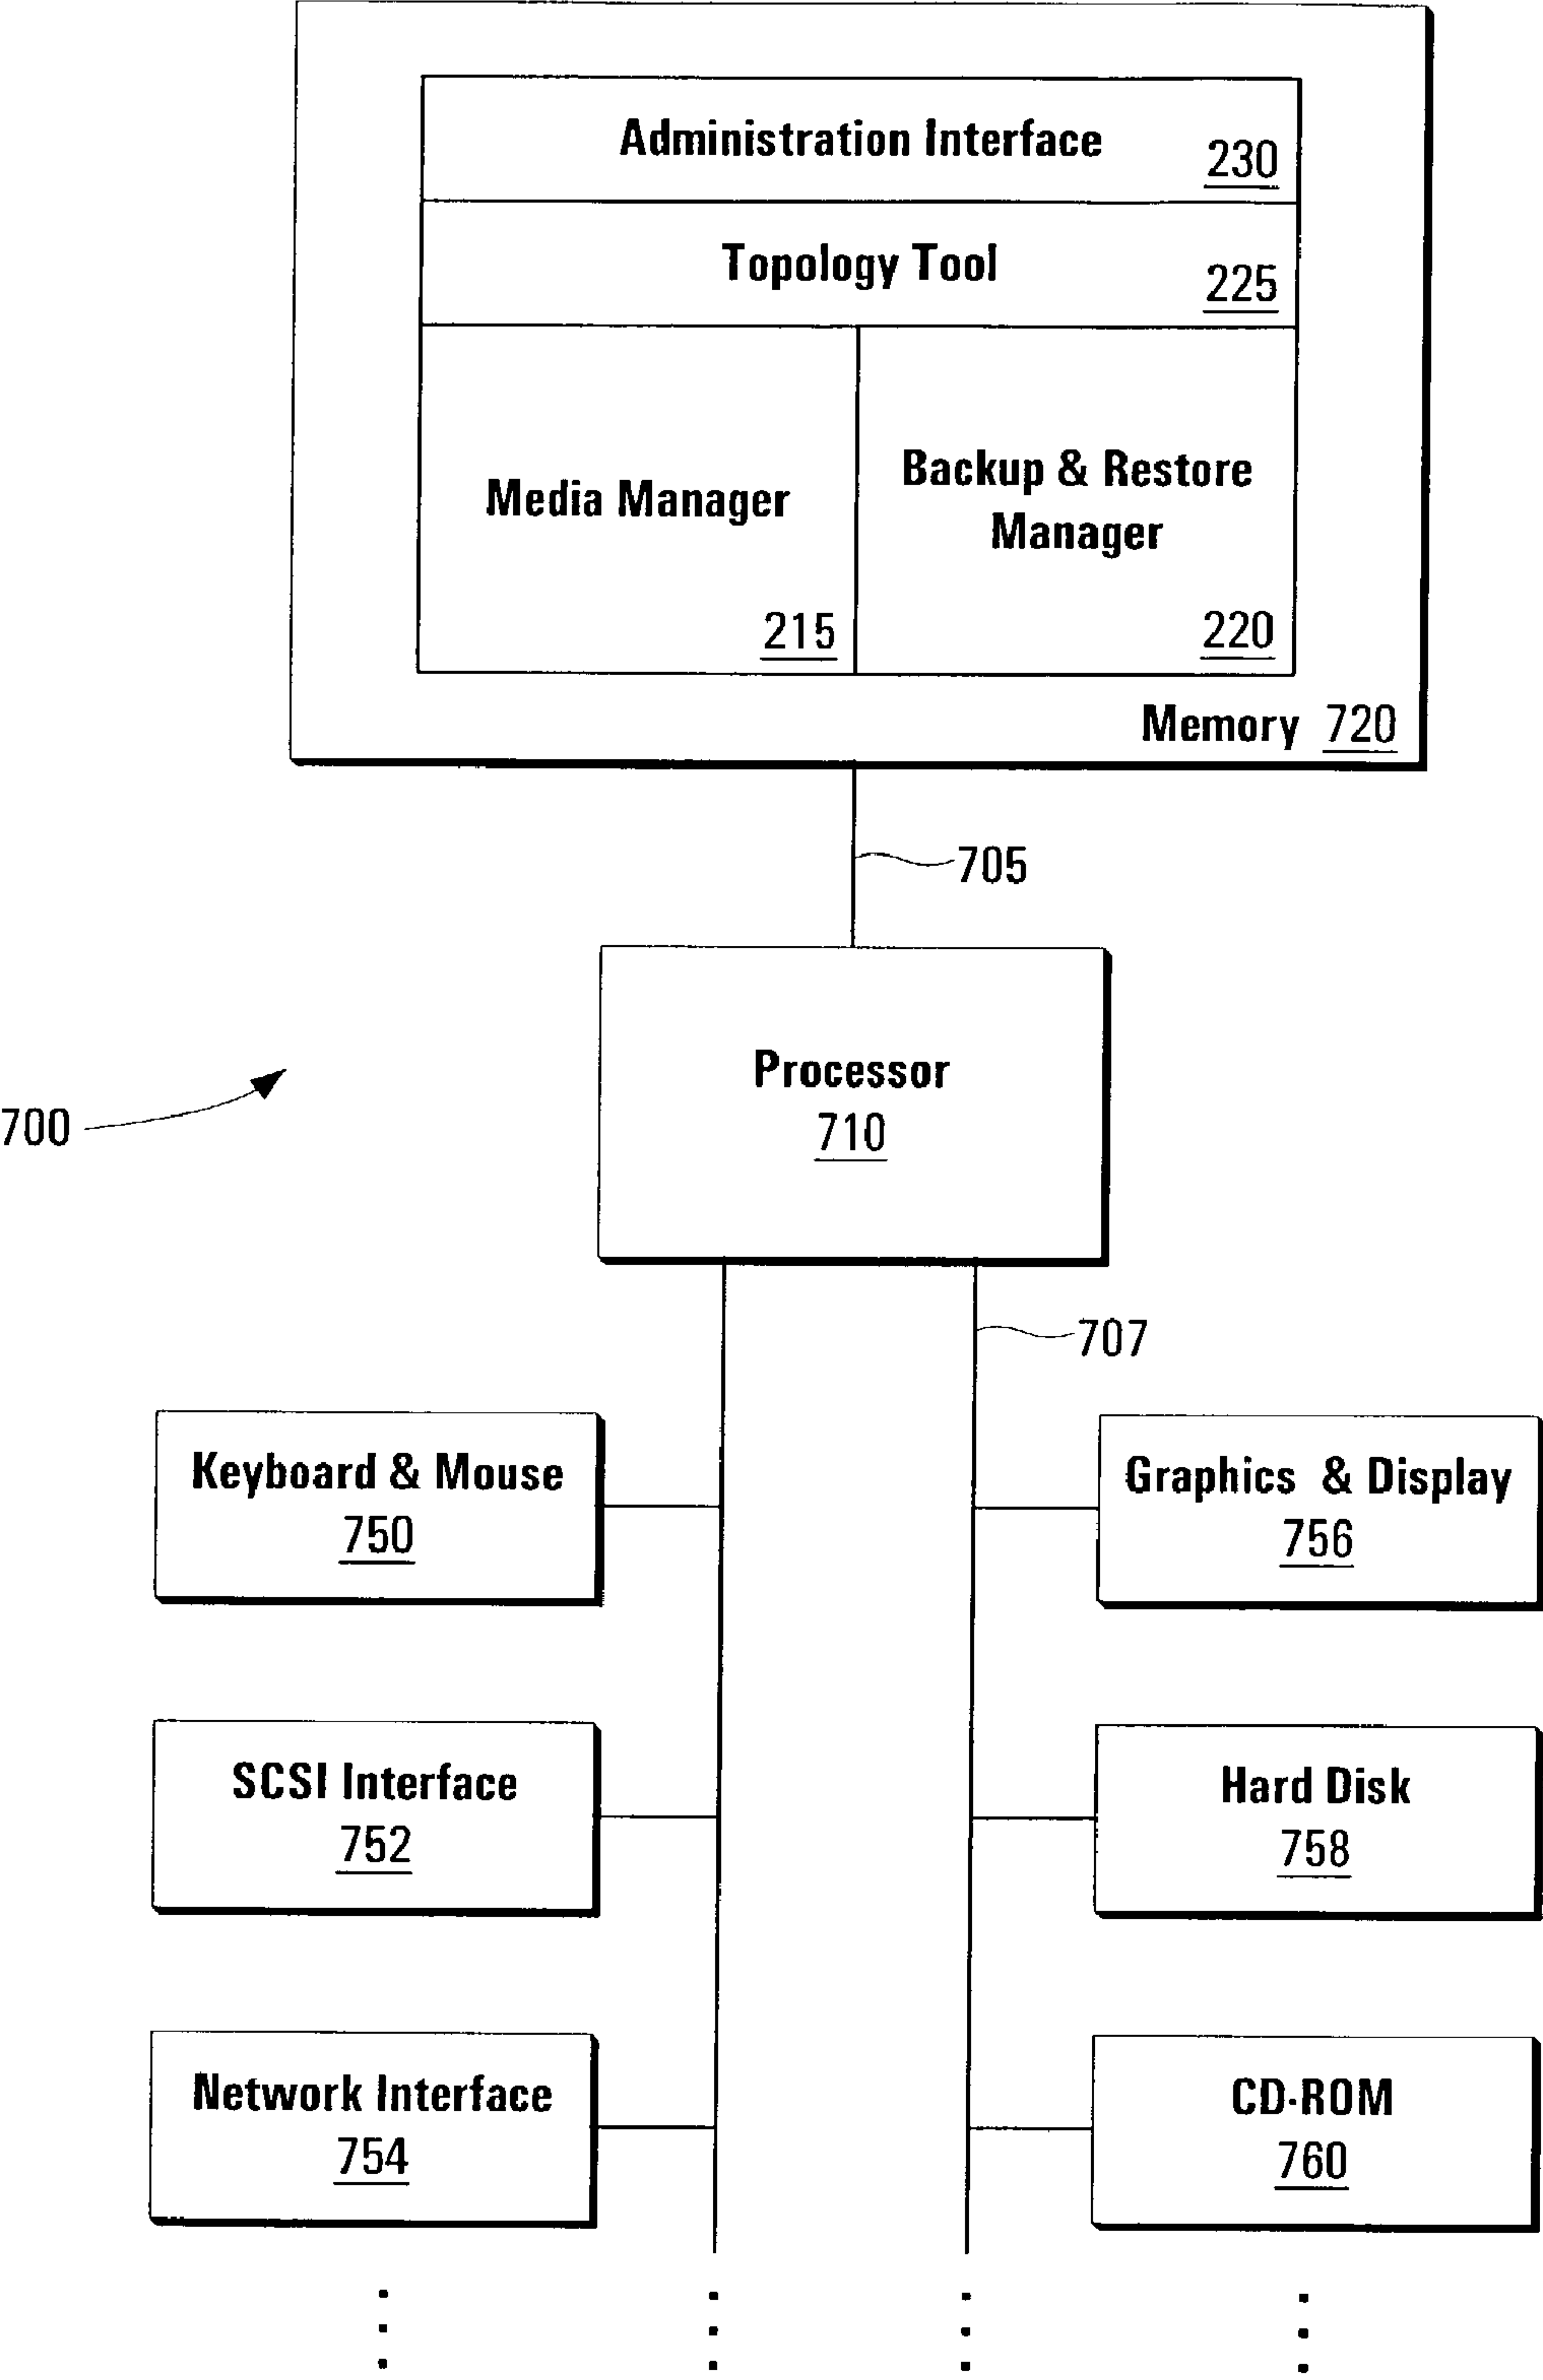 Administration Interface
230
Topology Tool
225
Media Manager
215
Backup & Restore
Manager
220
Memory 720
705
Processor
710
700
707
Keyboard & Mouse
750
Graphics & Display
756
SCSI Interface
752
Hard Disk
758
Network Interface
754
CD-ROM
760